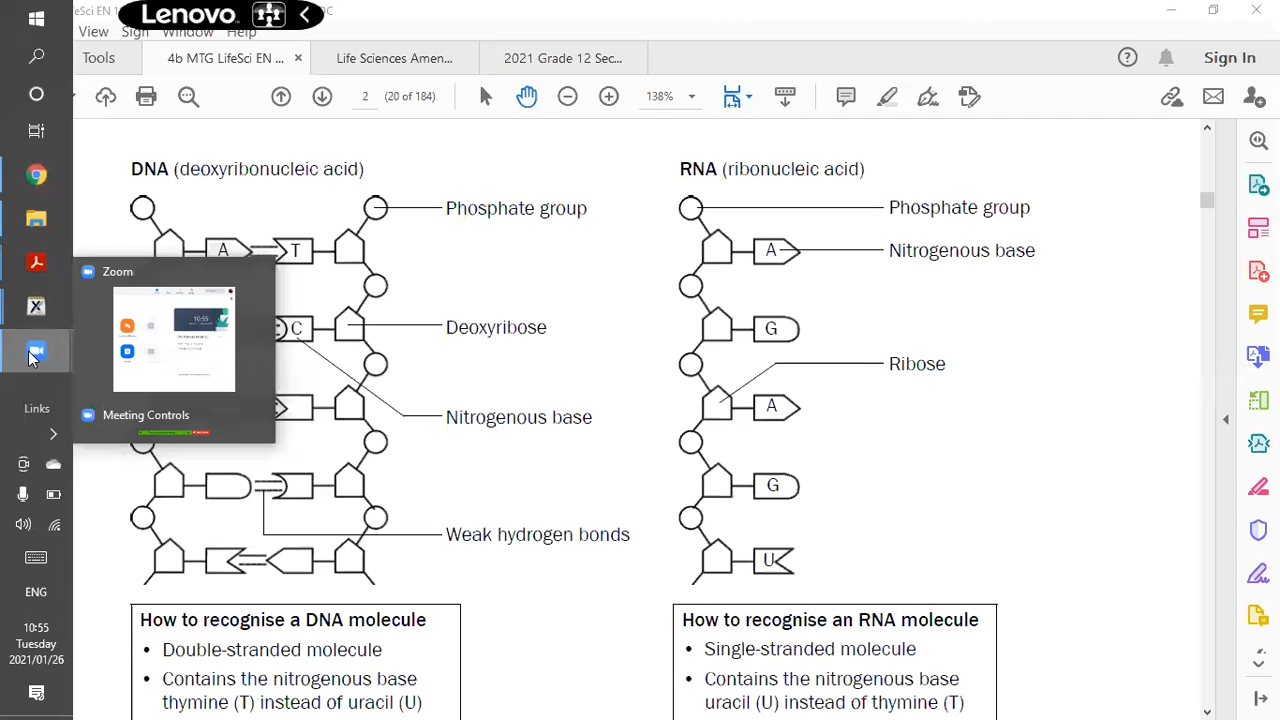 ifeSci EN
Lenovo
View Sign Window Help
Tools
4b MTG LifeSci EN ... ×
Life Sciences Amen...
2021 Grade 12 Sec...
Sign In
2 (20 of 184)
138%
DNA (deoxyribonucleic acid)
RNA (ribonucleic acid)
Phosphate group
Phosphate group
A T
A
Nitrogenous base
Zoom
10:55
C
Deoxyribose
G
Ribose
A
Meeting Controls
Nitrogenous base
Links
G
Weak hydrogen bonds
U
ENG
10:55
Tuesday
2021/01/26
How to recognise a DNA molecule
• Double-stranded molecule
• Contains the nitrogenous base
thymine (T) instead of uracil (U)
How to recognise an RNA molecule
• Single-stranded molecule
• Contains the nitrogenous base
uracil (U) instead of thymine (T)